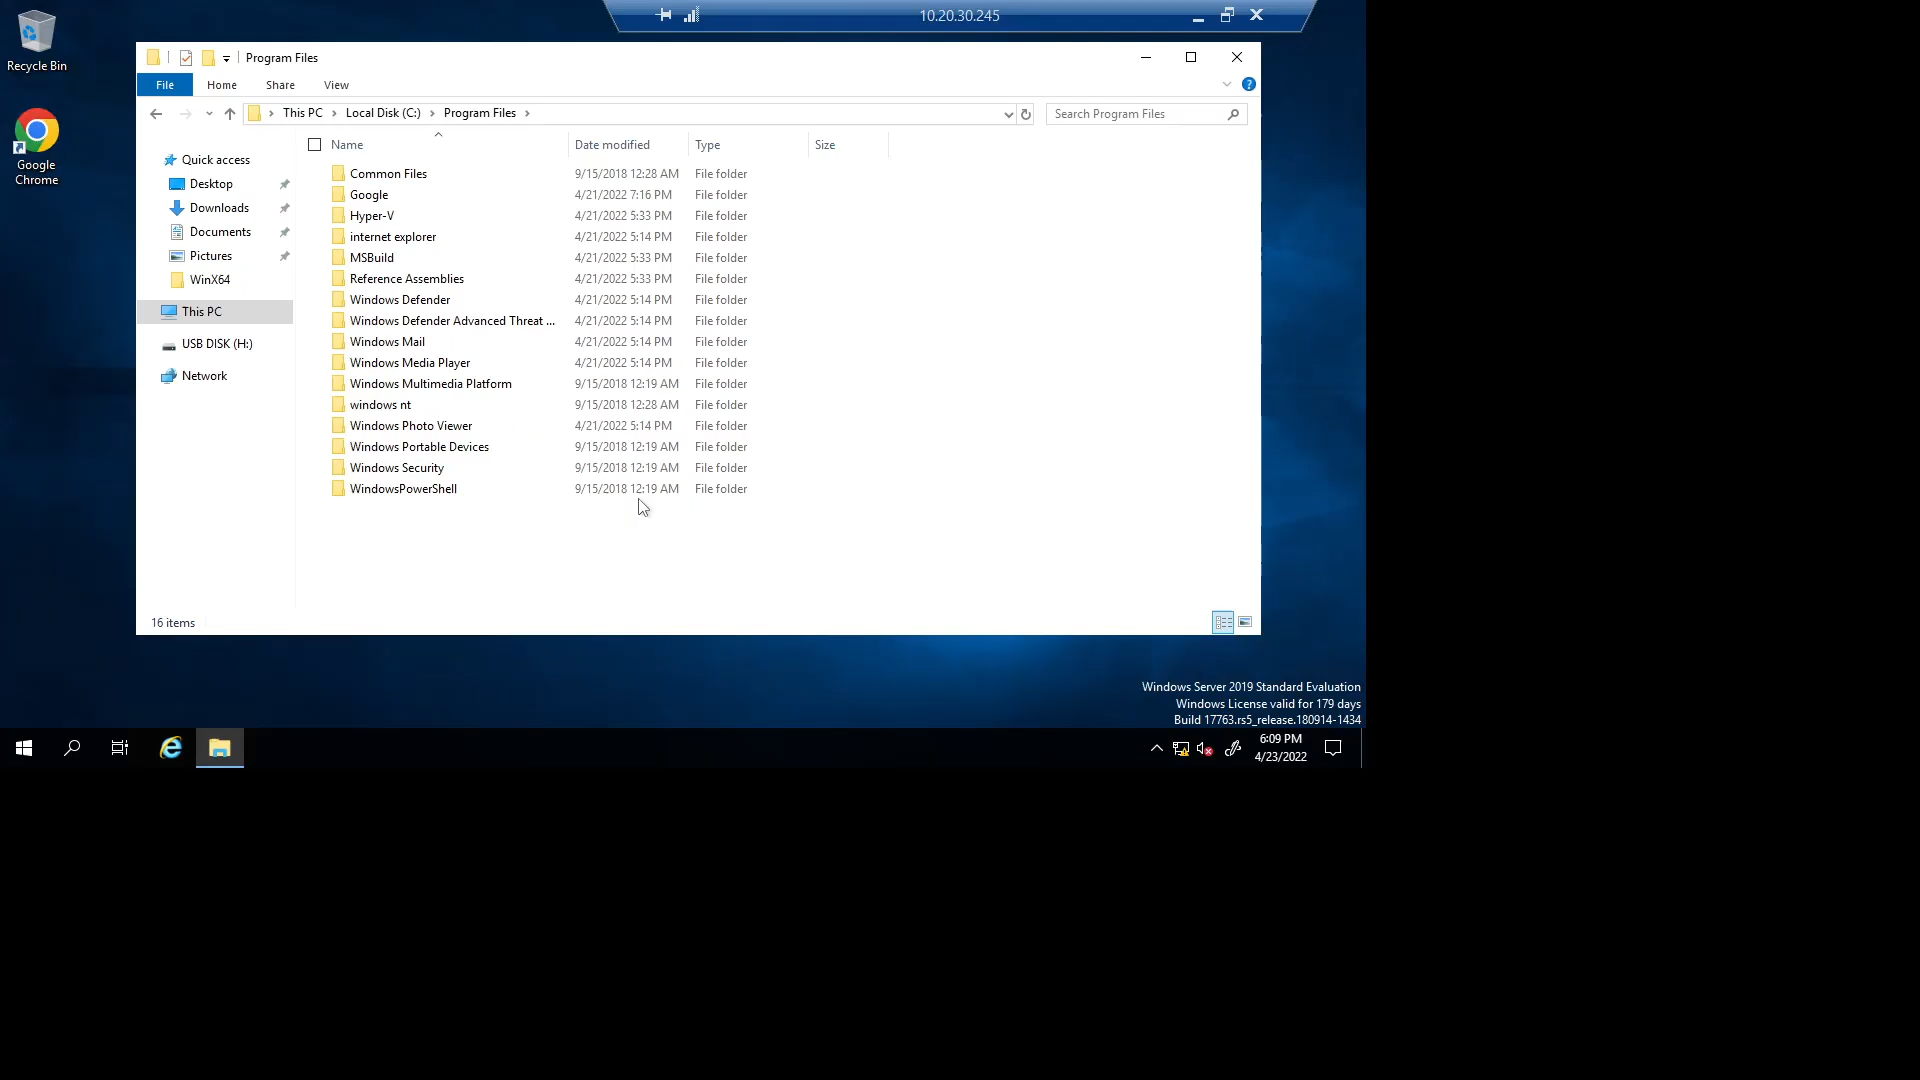 10.20.30.245
Recycle Bin
Google
Chrome
Program Files
File Home Share View
This PC Local Disk (C:) Program Files
Search Program Files
Quick access
Desktop
Downloads
Documents
Pictures
WinX64
This PC
USB DISK (H:)
Network
Name Date modified Type Size
Common Files 9/15/2018 12:28 AM File folder
Google 4/21/2022 7:16 PM File folder
Hyper-V 4/21/2022 5:33 PM File folder
internet explorer 4/21/2022 5:14 PM File folder
MSBuild 4/21/2022 5:33 PM File folder
Reference Assemblies 4/21/2022 5:33 PM File folder
Windows Defender 4/21/2022 5:14 PM File folder
Windows Defender Advanced Threat ... 4/21/2022 5:14 PM File folder
Windows Mail 4/21/2022 5:14 PM File folder
Windows Media Player 4/21/2022 5:14 PM File folder
Windows Multimedia Platform 9/15/2018 12:19 AM File folder
windows nt 9/15/2018 12:28 AM File folder
Windows Photo Viewer 4/21/2022 5:14 PM File folder
Windows Portable Devices 9/15/2018 12:19 AM File folder
Windows Security 9/15/2018 12:19 AM File folder
WindowsPowerShell 9/15/2018 12:19 AM File folder
16 items
Windows Server 2019 Standard Evaluation
Windows License valid for 179 days
Build 17763.rs5_release.180914-1434
6:09 PM
4/23/2022